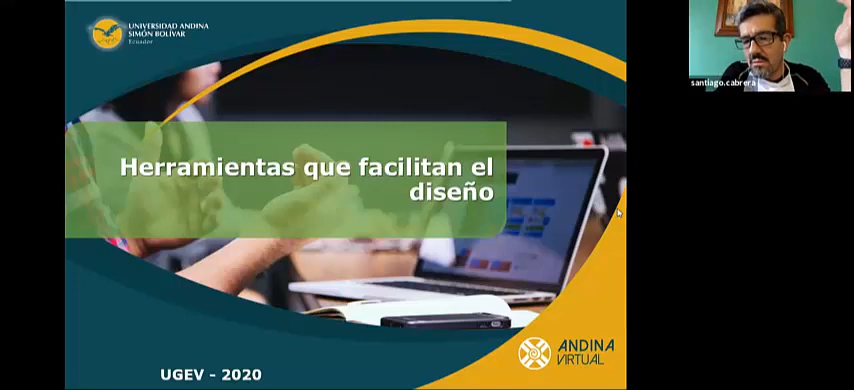 UNIVERSIDAD ANDINA
SIMÓN BOLÍVAR
Ecuador
santiago.cabrera
Herramientas que facilitan el
diseño
ANDINA
VIRTUAL
UGEV – 2020